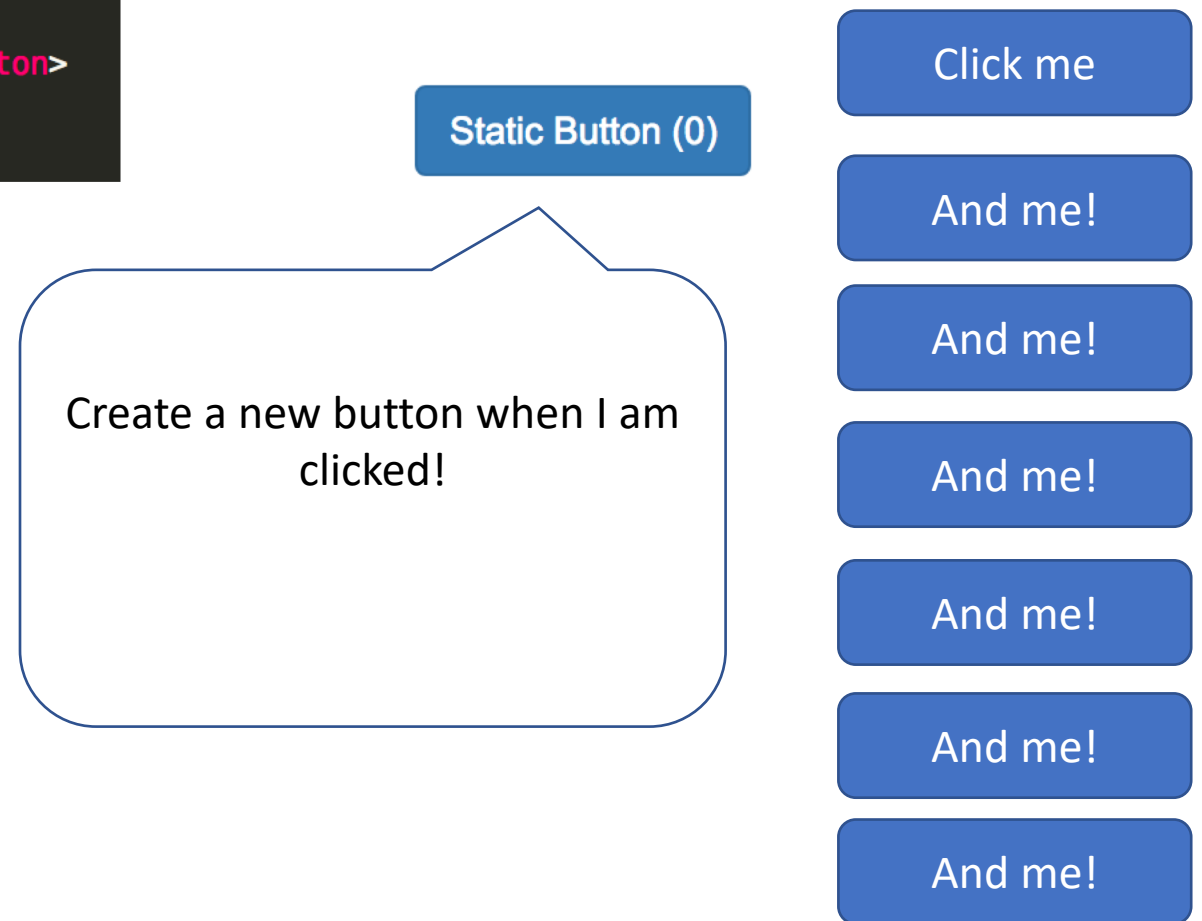 ton>
Static Button (0)
Create a new button when I am
clicked!
Click me
And me!
And me!
And me!
And me!
And me!
And me!